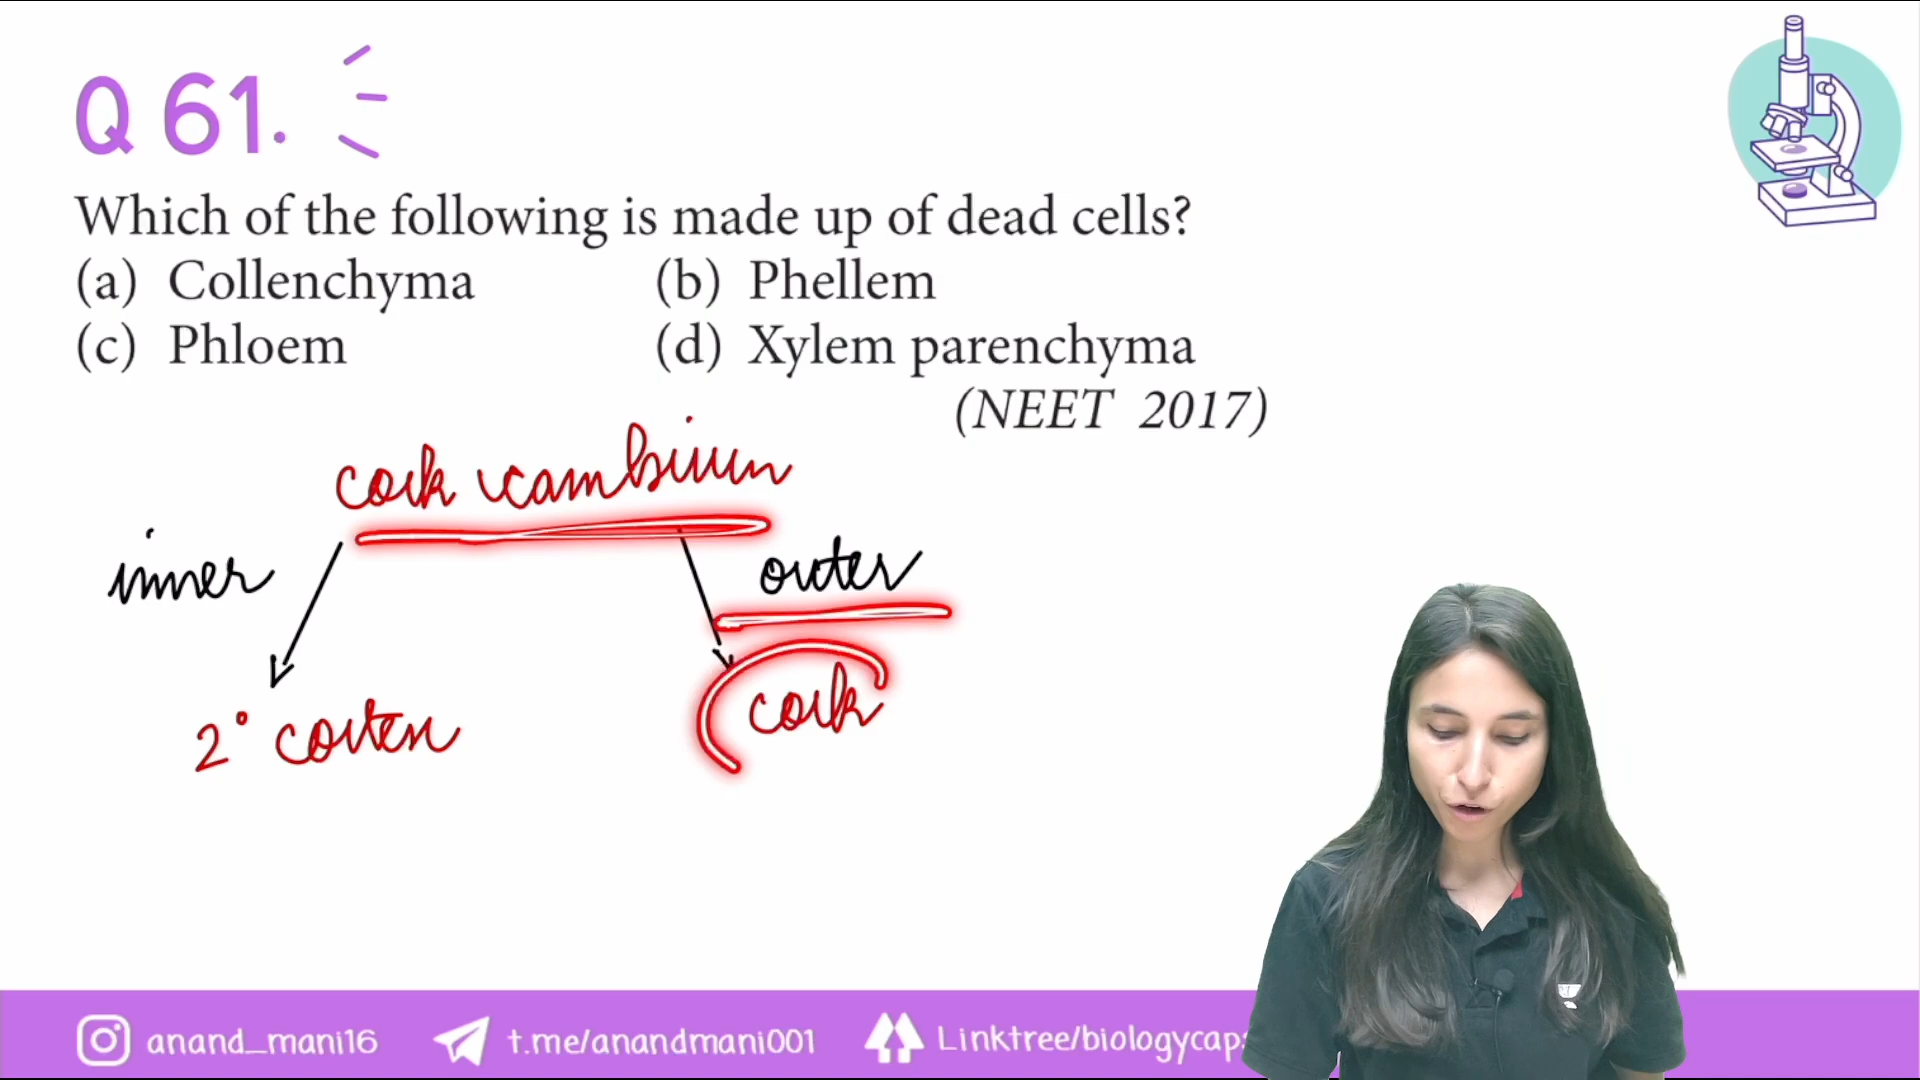 Q 61.
Which of the following is made up of dead cells?
(a) Collenchyma (b) Phellem
(c) Phloem (d) Xylem parenchyma
(NEET 2017)
cork cambium
inner outer
2° cortex cork
anand_mani16 t.me/anandmani001 Linktree/biologycaps